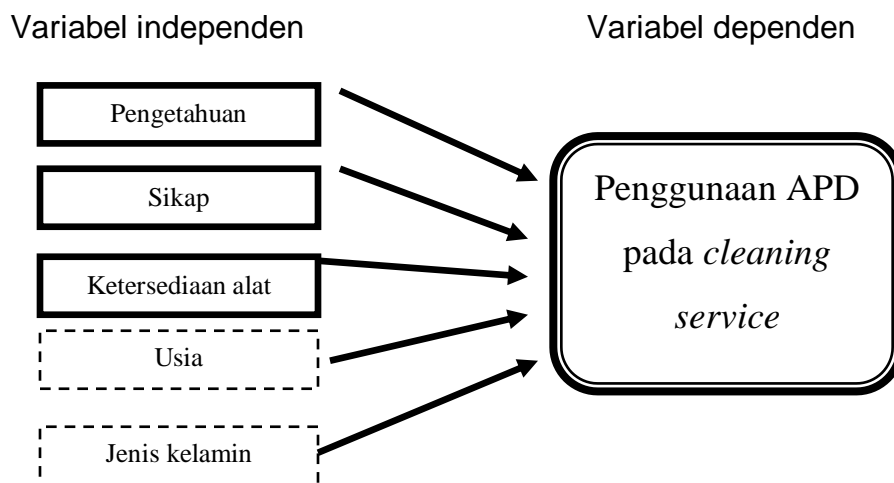 Variabel independen
Variabel dependen
Pengetahuan
Sikap
Ketersediaan alat
Usia
Jenis kelamin
Penggunaan APD
pada cleaning
service